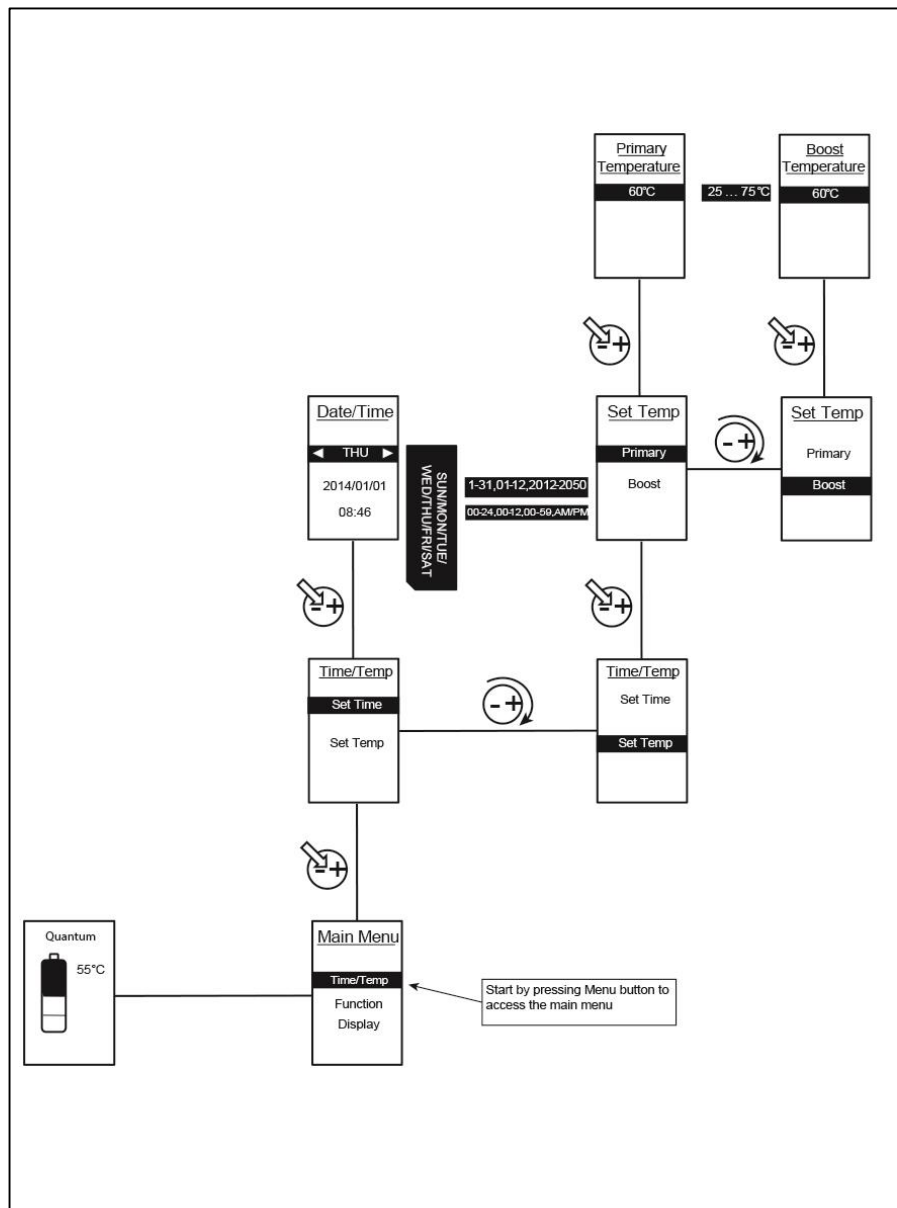 Primary
Temperature
60°C
25 ... 75°C
Boost
Temperature
60°C
- +
- +
Date/Time
◀ THU ▶
2014/01/01
08:46
SUN/MON/TUE/
WED/THU/FRI/SAT
1-31,01-12,2012-2050
00-24,00-12,00-59,AM/PM
Set Temp
Primary
Boost
- +
Set Temp
Primary
Boost
- +
- +
Time/Temp
Set Time
Set Temp
- +
Time/Temp
Set Time
Set Temp
- +
Quantum
55°C
Main Menu
Time/Temp
Function
Display
Start by pressing Menu button to
access the main menu